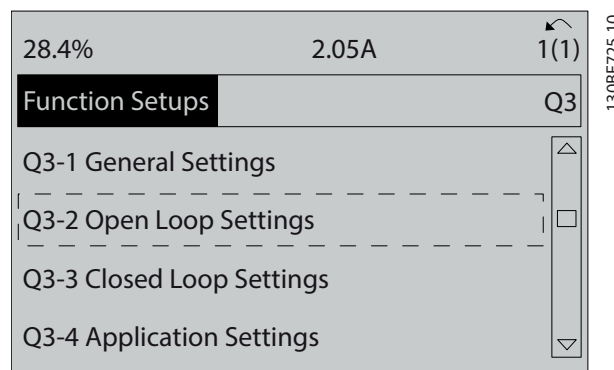 28.4% 2.05A 1(1)
Function Setups Q3
Q3-1 General Settings
Q3-2 Open Loop Settings
Q3-3 Closed Loop Settings
Q3-4 Application Settings
130BF725.10